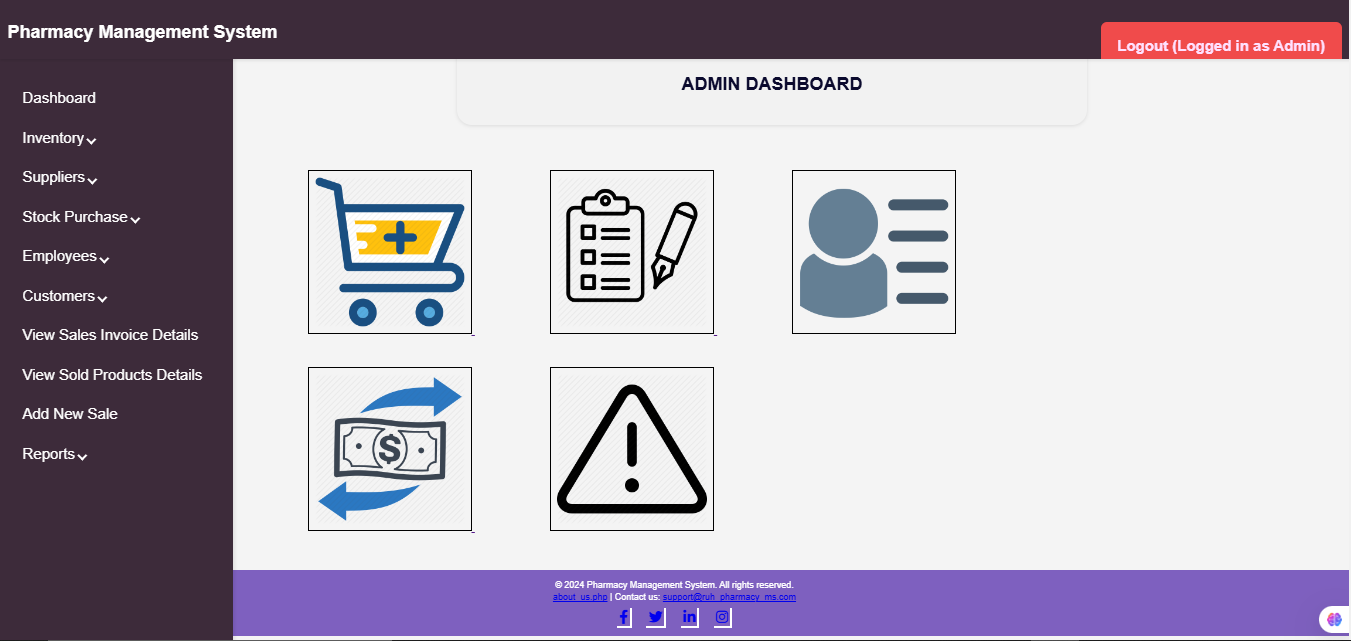 Pharmacy Management System
Logout (Logged in as Admin)
ADMIN DASHBOARD
Dashboard
Inventory
Suppliers
Stock Purchase
Employees
Customers
View Sales Invoice Details
View Sold Products Details
Add New Sale
Reports
$
© 2024 Pharmacy Management System. All rights reserved.
about_us.php | Contact us: support@ruh_pharmacy_ms.com